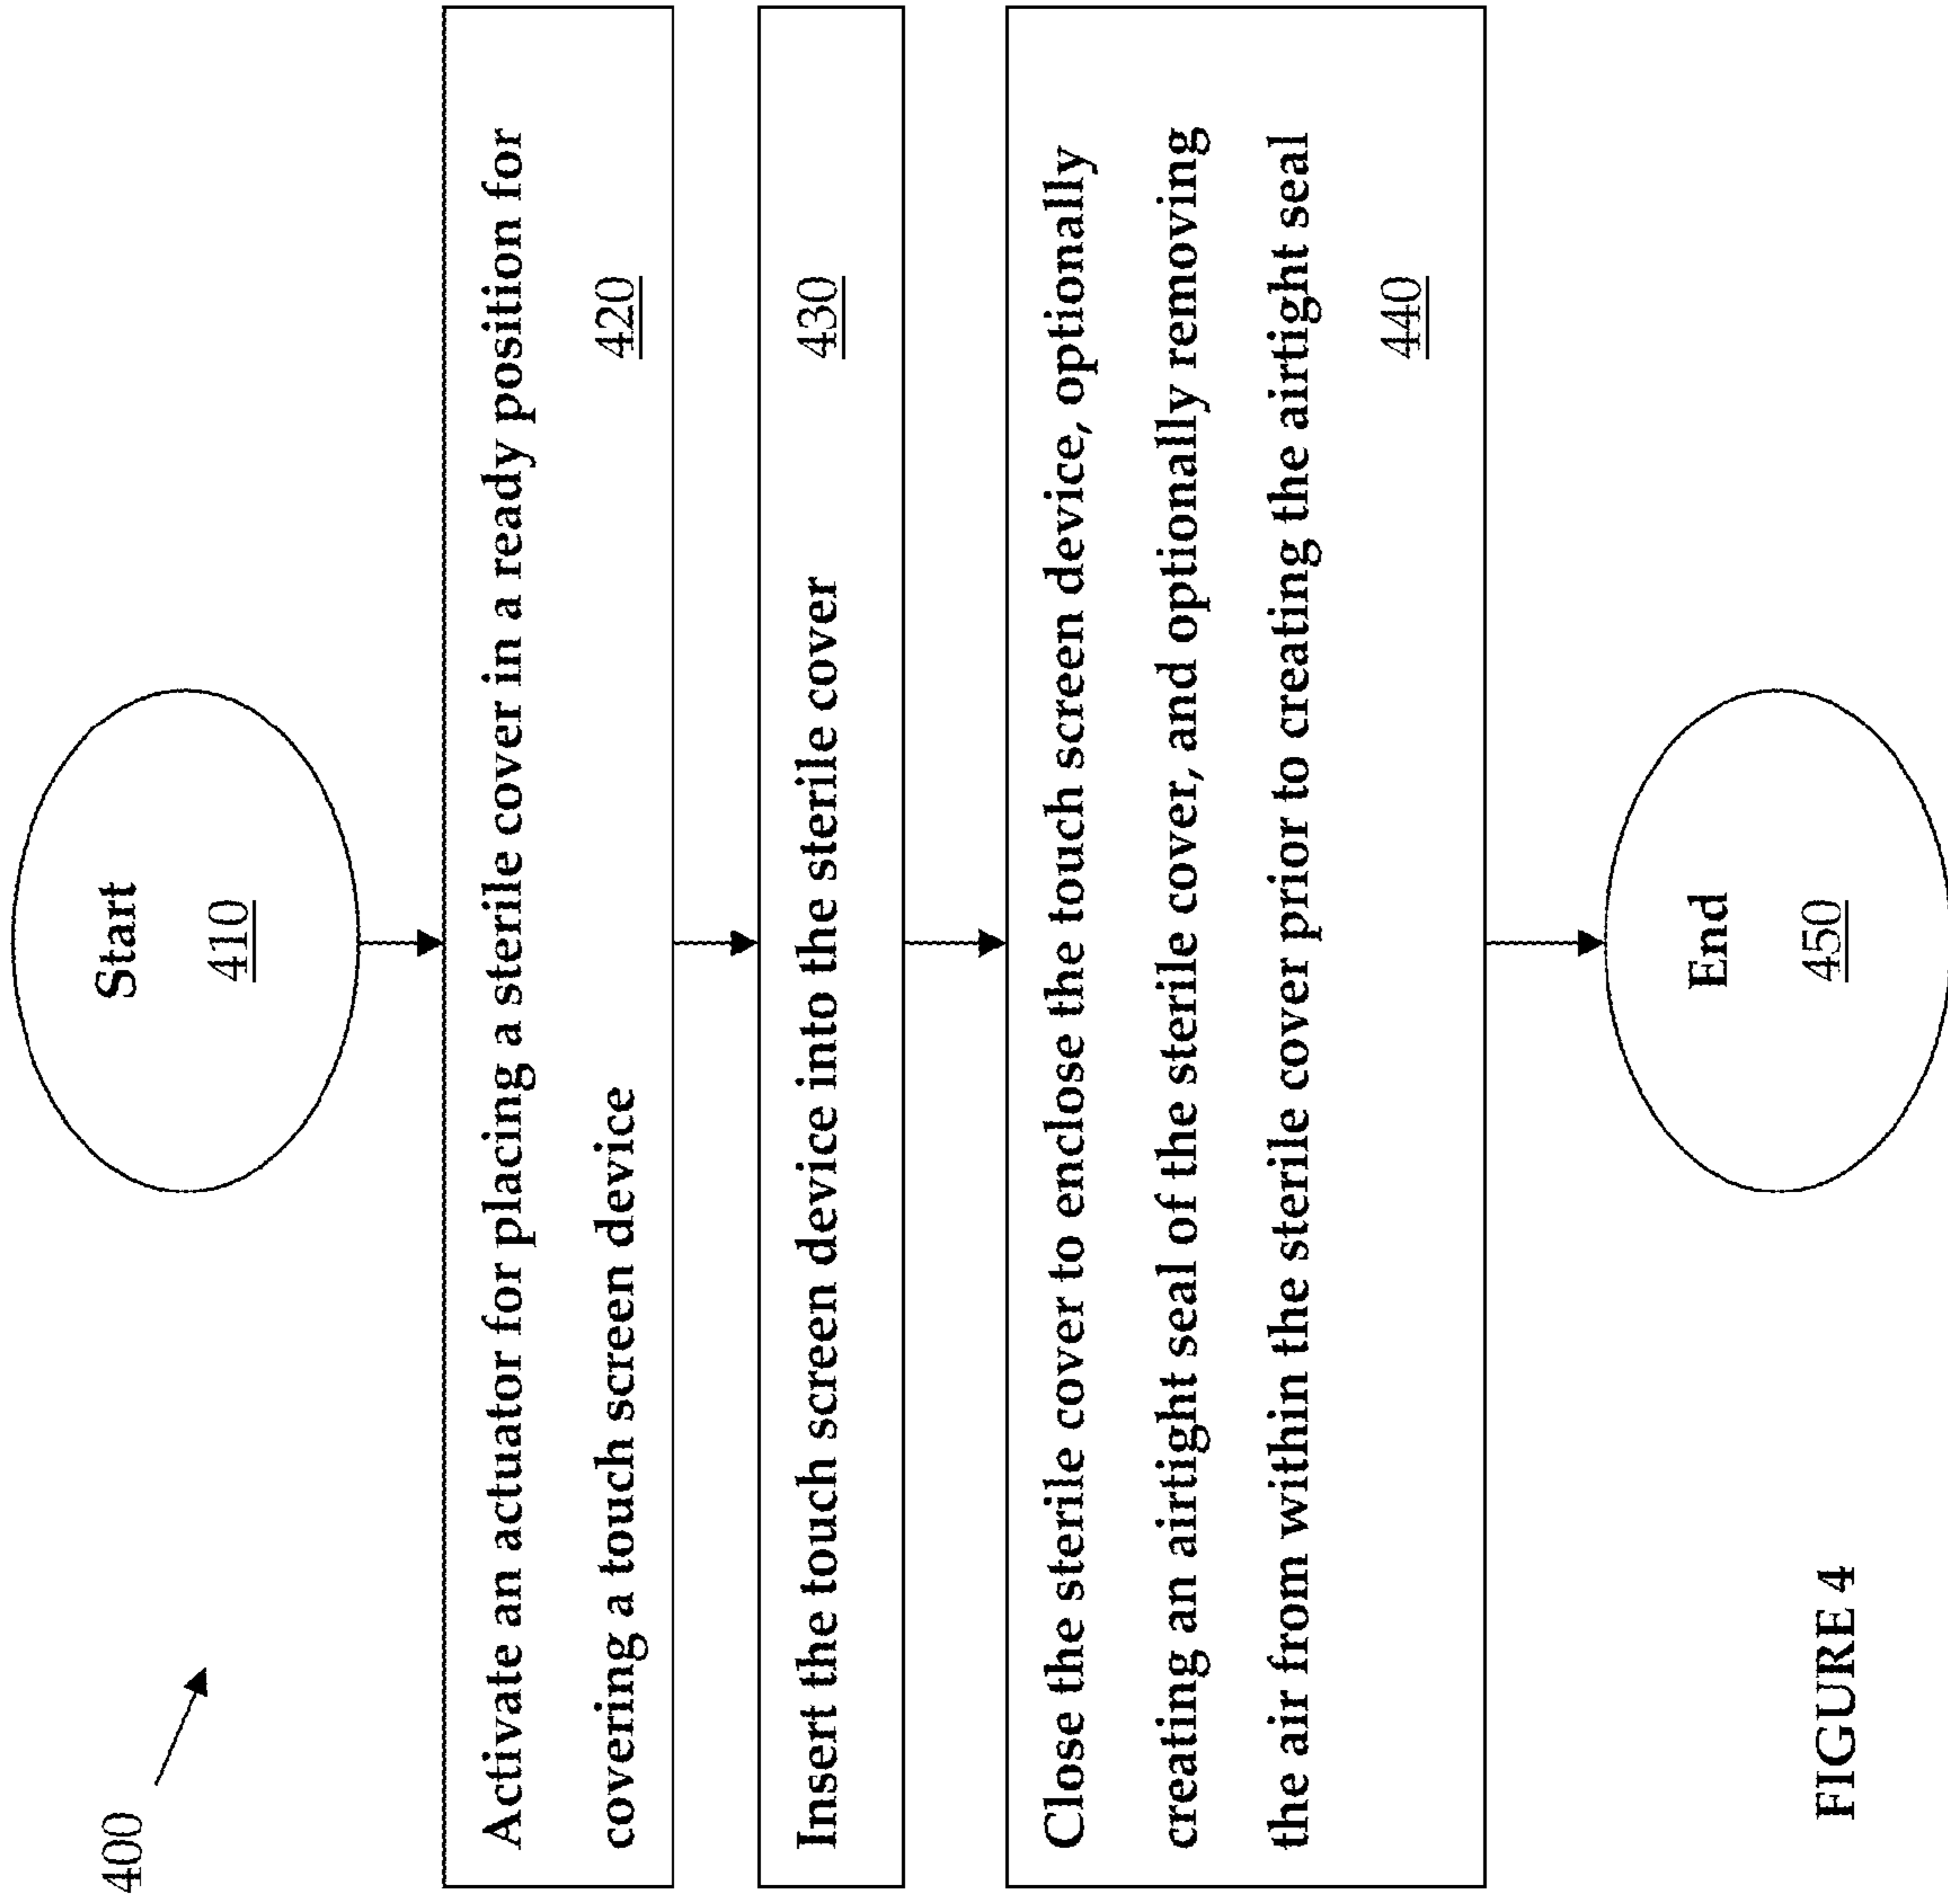 400
Start
410
Activate an actuator for placing a sterile cover in a ready position for
covering a touch screen device
420
Insert the touch screen device into the sterile cover
430
Close the sterile cover to enclose the touch screen device, optionally
creating an airtight seal of the sterile cover, and optionally removing
the air from within the sterile cover prior to creating the airtight seal
440
End
450
FIGURE 4